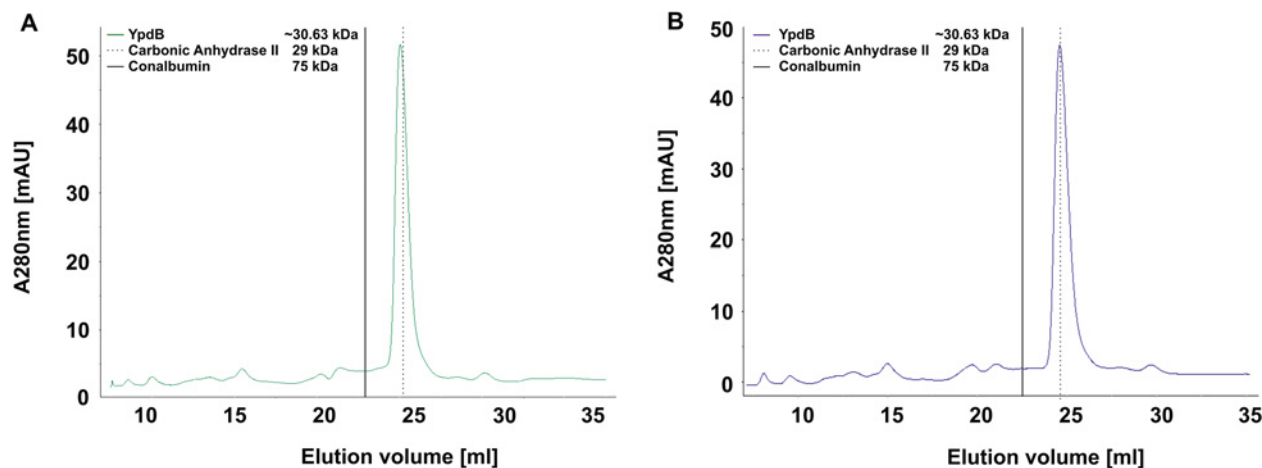 A
YpdB ~30.63 kDa
Carbonic Anhydrase II 29 kDa
Conalbumin 75 kDa
50
40
30
20
10
0
A280nm [mAU]
10 15 20 25 30 35
Elution volume [ml]
B
YpdB ~30.63 kDa
Carbonic Anhydrase II 29 kDa
Conalbumin 75 kDa
50
40
30
20
10
0
A280nm [mAU]
10 15 20 25 30 35
Elution volume [ml]